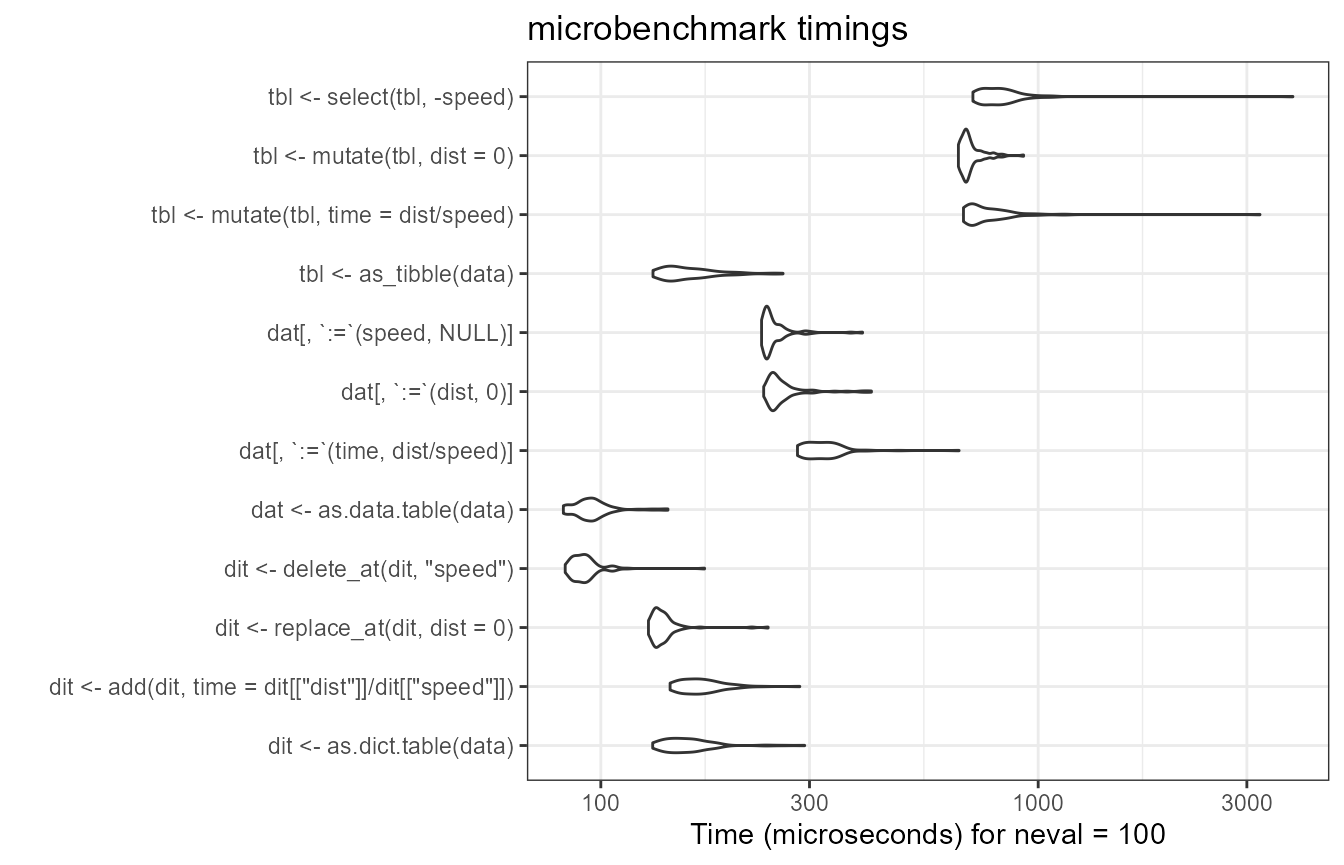 microbenchmark timings
tbl <- select(tbl, -speed)
tbl <- mutate(tbl, dist = 0)
tbl <- mutate(tbl, time = dist/speed)
tbl <- as_tibble(data)
dat[, `:=`(speed, NULL)]
dat[, `:=`(dist, 0)]
dat[, `:=`(time, dist/speed)]
dat <- as.data.table(data)
dit <- delete_at(dit, "speed")
dit <- replace_at(dit, dist = 0)
dit <- add(dit, time = dit[["dist"]]/dit[["speed"]])
dit <- as.dict.table(data)
100 300 1000 3000
Time (microseconds) for neval = 100